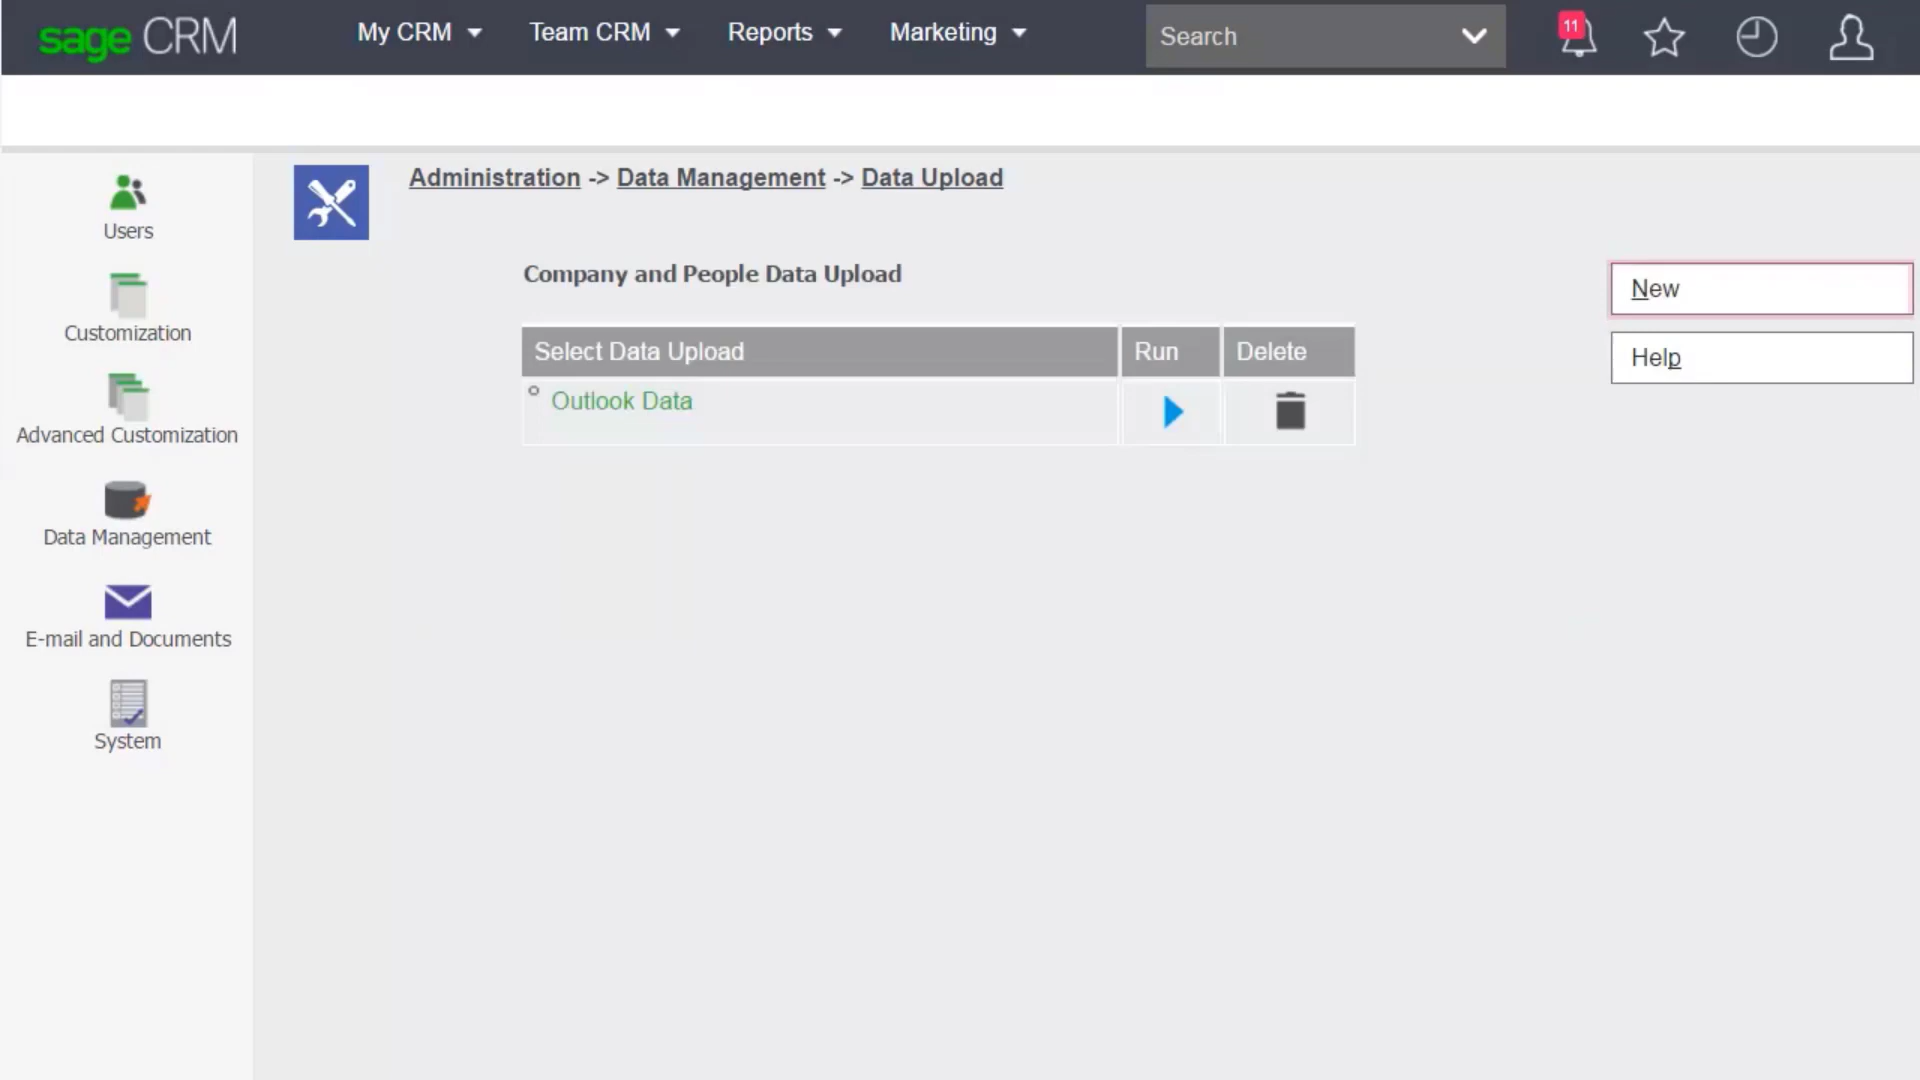 sage CRM
My CRM
Team CRM
Reports
Marketing
Search
11
Administration -> Data Management -> Data Upload
Users
Customization
Advanced Customization
Data Management
E-mail and Documents
System
Company and People Data Upload
Select Data Upload
Run
Delete
Outlook Data
New
Help